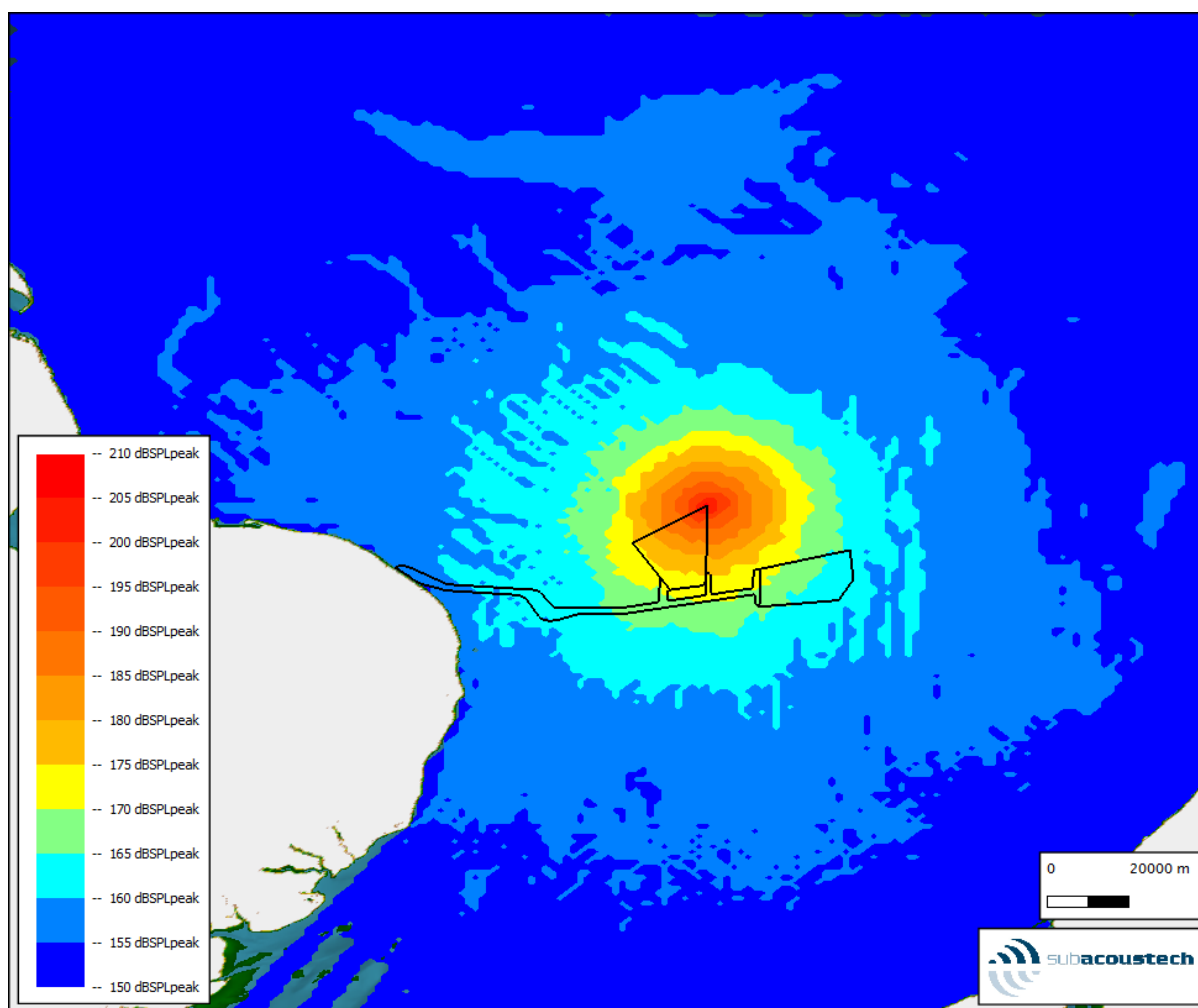 -- 210 dBSPLpeak
-- 205 dBSPLpeak
-- 200 dBSPLpeak
-- 195 dBSPLpeak
-- 190 dBSPLpeak
-- 185 dBSPLpeak
-- 180 dBSPLpeak
-- 175 dBSPLpeak
-- 170 dBSPLpeak
-- 165 dBSPLpeak
-- 160 dBSPLpeak
-- 155 dBSPLpeak
-- 150 dBSPLpeak
0 20000 m
subacoustech